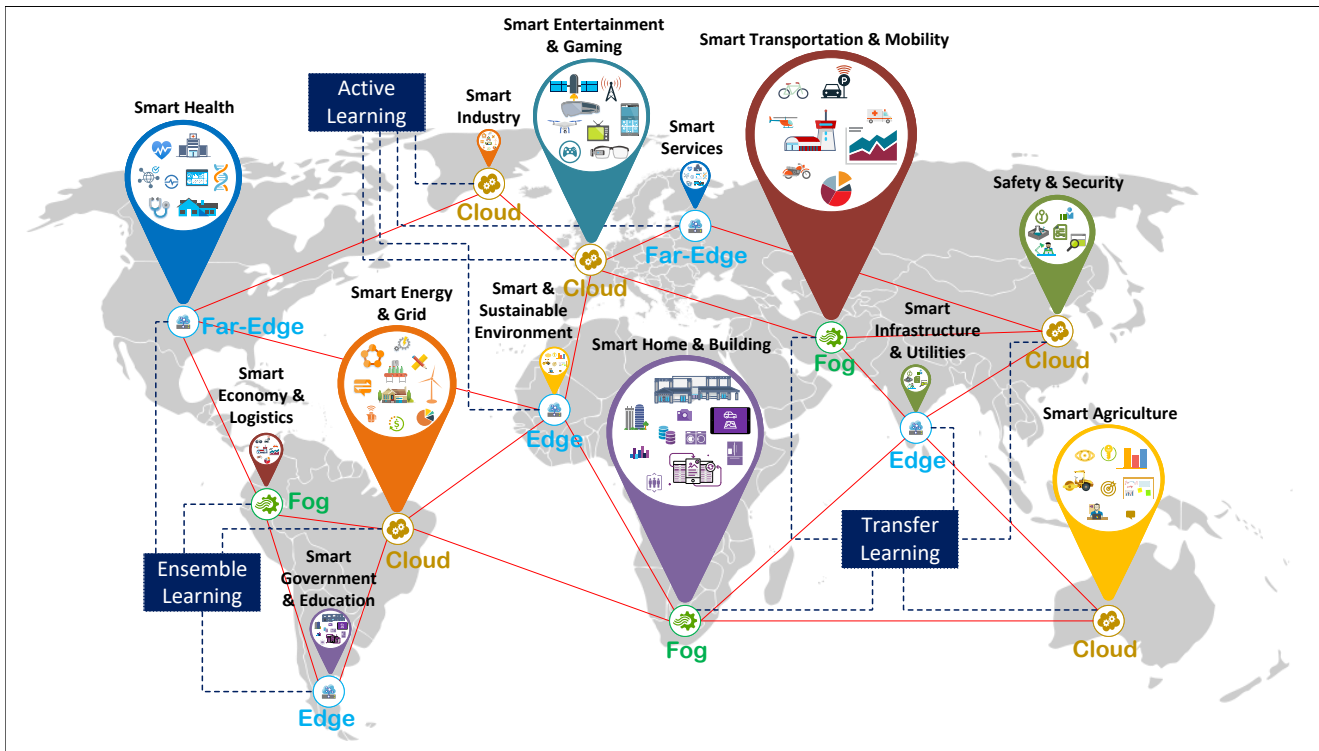 Smart Entertainment
& Gaming
Smart Transportation & Mobility
Active
Learning
Smart
Industry
Smart Health
Smart
Services
Safety & Security
Cloud
Far-Edge
Cloud
Smart Energy
& Grid
Smart &
Sustainable
Environment
Smart
Infrastructure
& Utilities
Far-Edge
Smart Home & Building
Fog
Cloud
Smart
Economy &
Logistics
Smart Agriculture
Edge
Edge
Fog
Cloud
Transfer
Learning
Ensemble
Learning
Smart
Government
& Education
Fog
Cloud
Edge